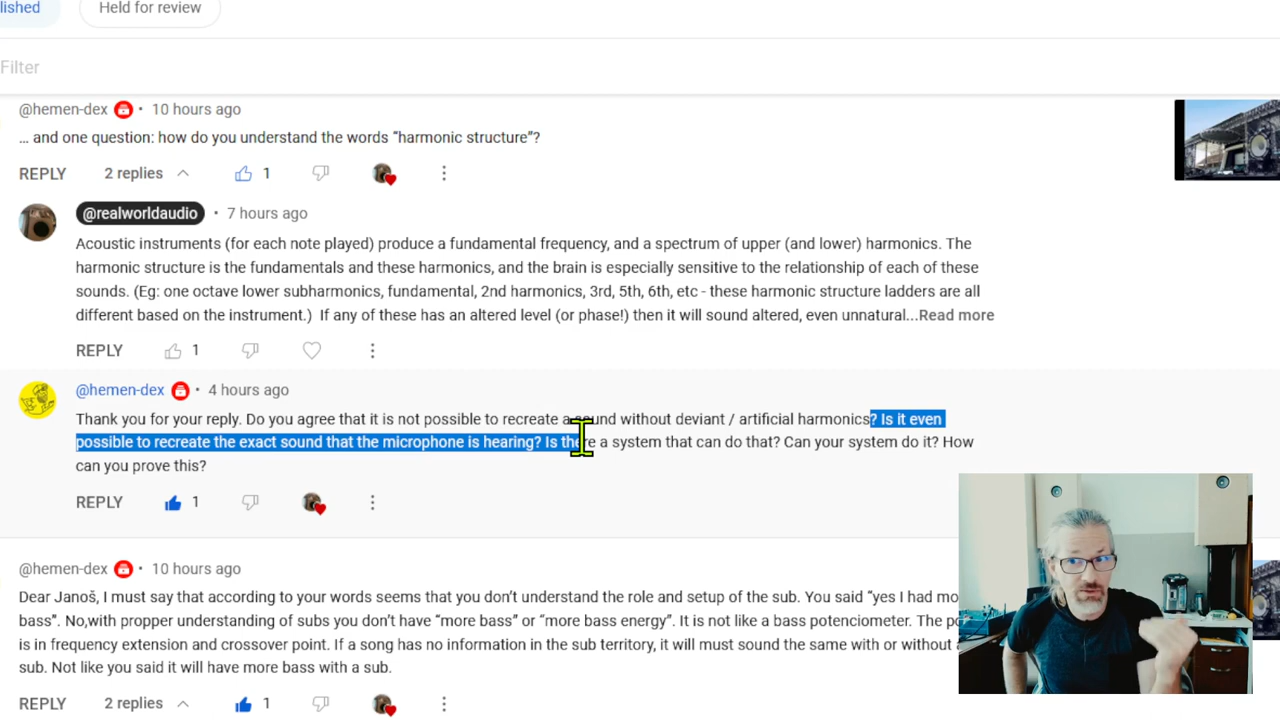 lished
Held for review
Filter
@hemen-dex • 10 hours ago
... and one question: how do you understand the words “harmonic structure”?
REPLY 2 replies 1
@realworldaudio • 7 hours ago
Acoustic instruments (for each note played) produce a fundamental frequency, and a spectrum of upper (and lower) harmonics. The
harmonic structure is the fundamentals and these harmonics, and the brain is especially sensitive to the relationship of each of these
sounds. (Eg: one octave lower subharmonics, fundamental, 2nd harmonics, 3rd, 5th, 6th, etc - these harmonic structure ladders are all
different based on the instrument.) If any of these has an altered level (or phase!) then it will sound altered, even unnatural...Read more
REPLY 1
@hemen-dex • 4 hours ago
Thank you for your reply. Do you agree that it is not possible to recreate a sound without deviant / artificial harmonics? Is it even
possible to recreate the exact sound that the microphone is hearing? Is there a system that can do that? Can your system do it? How
can you prove this?
REPLY 1
@hemen-dex • 10 hours ago
Dear Janoš, I must say that according to your words stems that you don’t understand the role and setup of the sub. You said “yes I had mo
bass”. No,with propper understanding of subs you don’t have “more bass” or “more bass energy”. It is not like a bass potenciometer. The po
is in frequency extension and crossover point. If a song has no information in the sub territory, it will must sound the same with or without
sub. Not like you said it will have more bass with a sub.
REPLY 2 replies 1